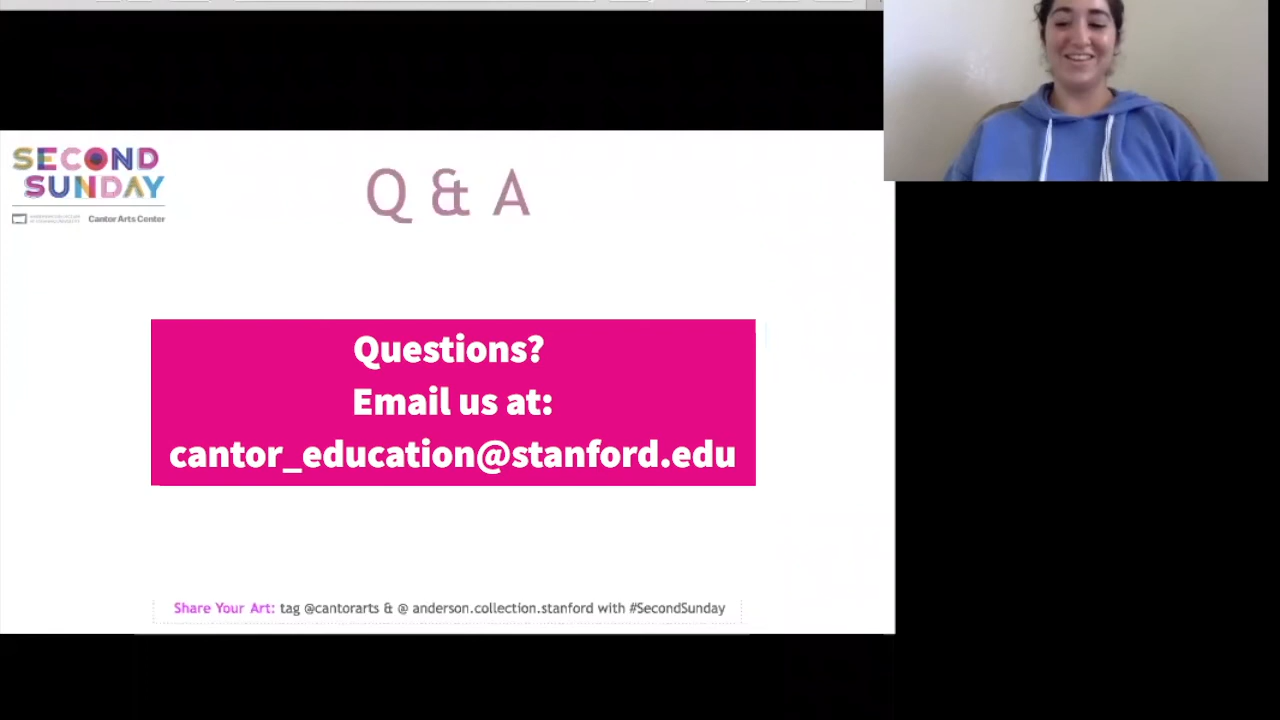 SECOND
SUNDAY
Cantor Arts Center
Q & A
Questions?
Email us at:
cantor_education@stanford.edu
Share Your Art: tag @cantorarts & @ anderson.collection.stanford with #SecondSunday